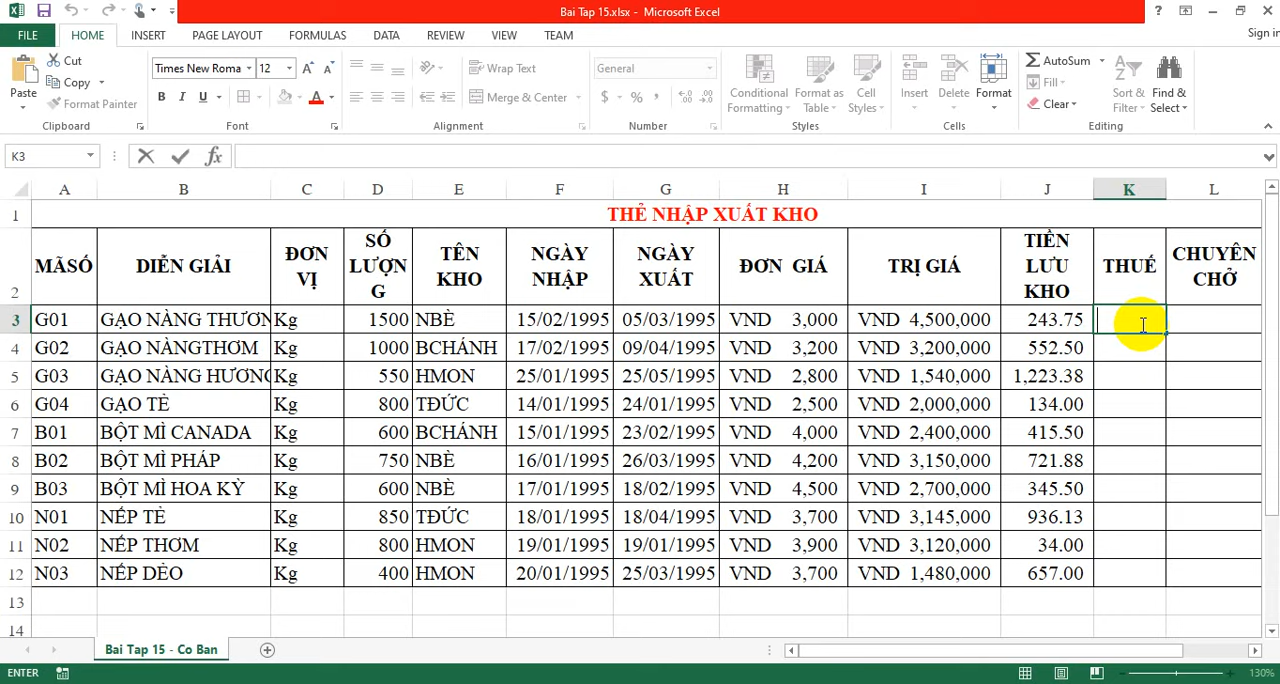 Bai Tap 15.xlsx - Microsoft Excel
?
FILE HOME INSERT PAGE LAYOUT FORMULAS DATA REVIEW VIEW TEAM Sign in
Paste
Cut
Copy
Format Painter
Clipboard
Times New Roma 12
B I U
Font
Wrap Text
Merge & Center
Alignment
General
$ % ,
Number
Conditional Formatting
Format as Table
Cell Styles
Styles
Insert Delete Format
Cells
AutoSum
Fill
Clear
Sort & Filter
Find & Select
Editing
K3 fx
A B C D E F G H I J K L
1 THẺ NHẬP XUẤT KHO
2 MÃSỐ DIỄN GIẢI ĐƠN VỊ SỐ LƯỢNG TÊN KHO NGÀY NHẬP NGÀY XUẤT ĐƠN GIÁ TRỊ GIÁ TIỀN LƯU KHO THUẾ CHUYÊN CHỞ
3 G01 GẠO NÀNG THƯƠN Kg 1500 NBÈ 15/02/1995 05/03/1995 VND 3,000 VND 4,500,000 243.75
4 G02 GẠO NÀNGTHƠM Kg 1000 BCHÁNH 17/02/1995 09/04/1995 VND 3,200 VND 3,200,000 552.50
5 G03 GẠO NÀNG HƯƠNG Kg 550 HMON 25/01/1995 25/05/1995 VND 2,800 VND 1,540,000 1,223.38
6 G04 GẠO TẺ Kg 800 TĐỨC 14/01/1995 24/01/1995 VND 2,500 VND 2,000,000 134.00
7 B01 BỘT MÌ CANADA Kg 600 BCHÁNH 15/01/1995 23/02/1995 VND 4,000 VND 2,400,000 415.50
8 B02 BỘT MÌ PHÁP Kg 750 NBÈ 16/01/1995 26/03/1995 VND 4,200 VND 3,150,000 721.88
9 B03 BỘT MÌ HOA KỲ Kg 600 NBÈ 17/01/1995 18/02/1995 VND 4,500 VND 2,700,000 345.50
10 N01 NẾP TẺ Kg 850 TĐỨC 18/01/1995 18/04/1995 VND 3,700 VND 3,145,000 936.13
11 N02 NẾP THƠM Kg 800 HMON 19/01/1995 19/01/1995 VND 3,900 VND 3,120,000 34.00
12 N03 NẾP DẺO Kg 400 HMON 20/01/1995 25/03/1995 VND 3,700 VND 1,480,000 657.00
13
14
Bai Tap 15 - Co Ban
ENTER 130%